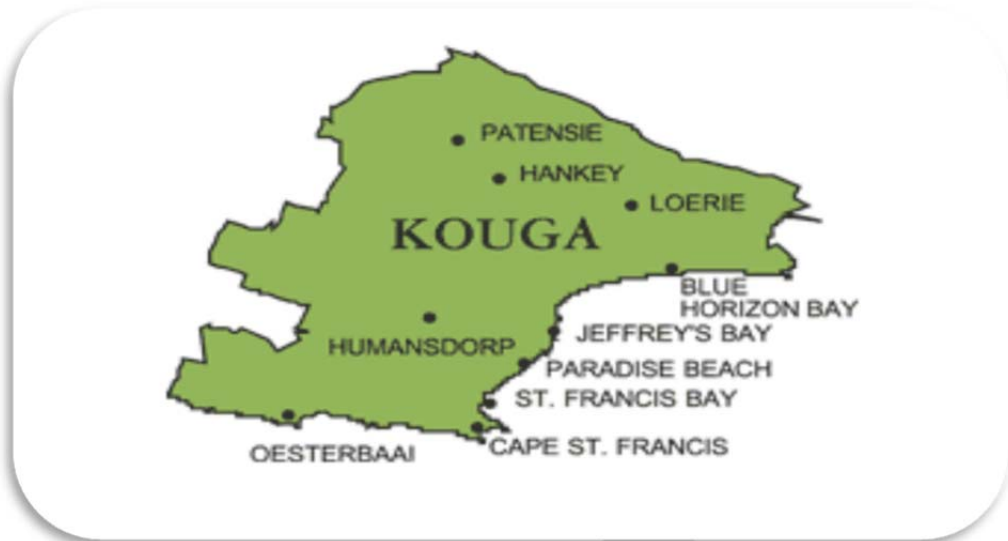 PATENSIE
HANKEY
LOERIE
KOUGA
BLUE
HORIZON BAY
JEFFREY'S BAY
HUMANSDORP
PARADISE BEACH
ST. FRANCIS BAY
CAPE ST. FRANCIS
OESTERBAAI